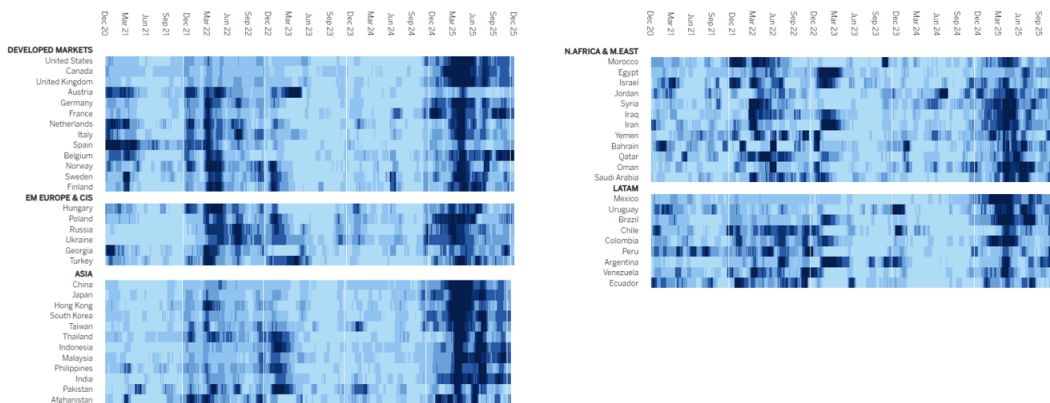 Dec 20
Mar 21
Jun 21
Sep 21
Dec 21
Mar 22
Jun 22
Sep 22
Dec 22
Mar 23
Jun 23
Sep 23
Dec 23
Mar 24
Jun 24
Sep 24
Dec 24
Mar 25
Jun 25
Sep 25
Dec 25
DEVELOPED MARKETS
United States
Canada
United Kingdom
Austria
Germany
France
Netherlands
Italy
Spain
Belgium
Norway
Sweden
Finland
EM EUROPE & CIS
Hungary
Poland
Russia
Ukraine
Georgia
Turkey
ASIA
China
Japan
Hong Kong
South Korea
Taiwan
Thailand
Indonesia
Malaysia
Philippines
India
Pakistan
Afghanistan
Dec 20
Mar 21
Jun 21
Sep 21
Dec 21
Mar 22
Jun 22
Sep 22
Dec 22
Mar 23
Jun 23
Sep 23
Dec 23
Mar 24
Jun 24
Sep 24
Dec 24
Mar 25
Jun 25
Sep 25
N.AFRICA & M.EAST
Morocco
Egypt
Israel
Jordan
Syria
Iraq
Iran
Yemen
Bahrain
Qatar
Oman
Saudi Arabia
LATAM
Mexico
Uruguay
Brazil
Chile
Colombia
Peru
Argentina
Venezuela
Ecuador